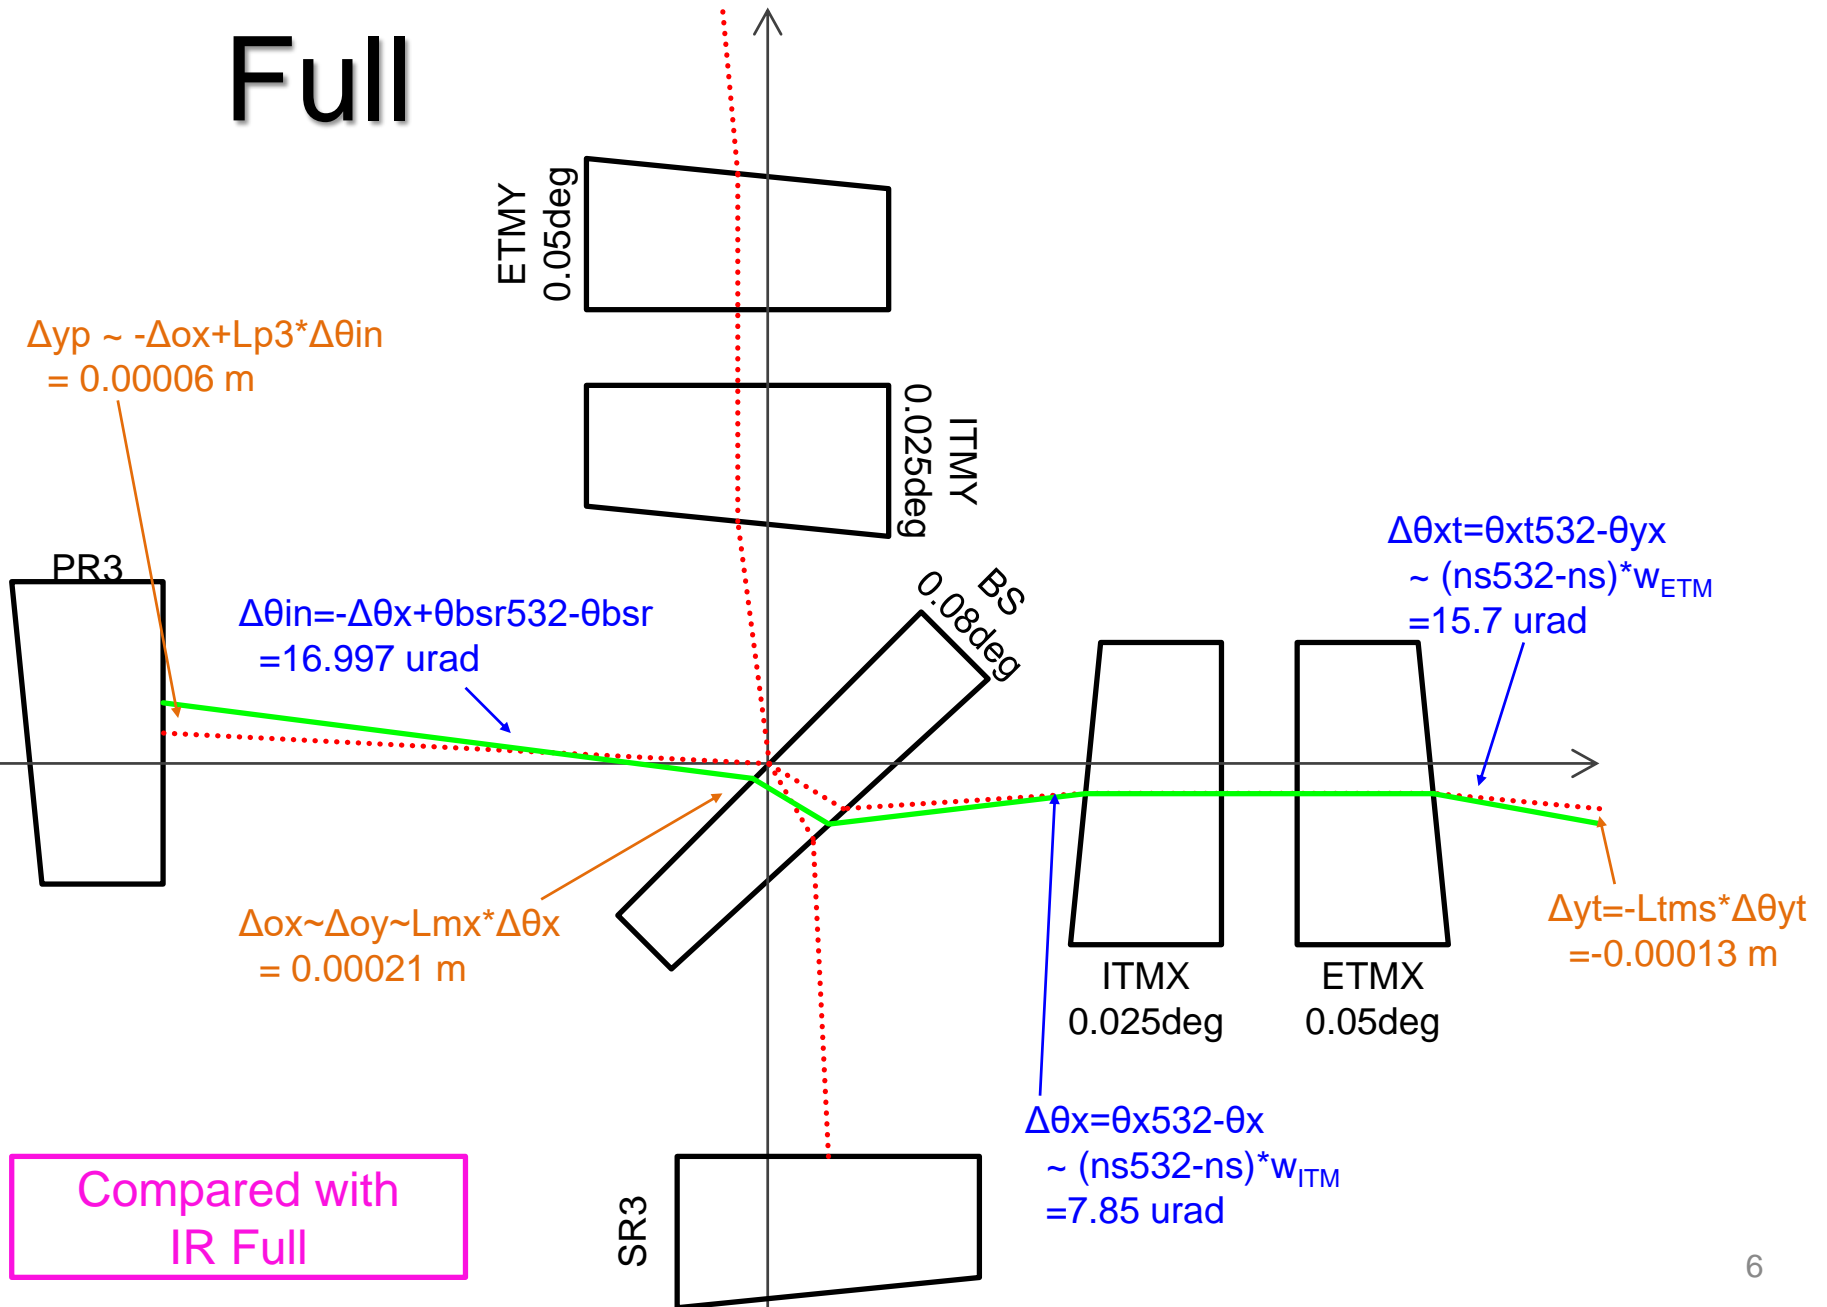 Full
ETMY
0.05deg
Δyp ~ -Δox+Lp3*Δθin
= 0.00006 m
ITMY
0.025deg
PR3
Δθin=-Δθx+θbsr532-θbsr
=16.997 urad
BS
0.08deg
Δθxt=θxt532-θyx
~ (ns532-ns)*wETM
=15.7 urad
Δox~Δoy~Lmx*Δθx
= 0.00021 m
ITMX
0.025deg
ETMX
0.05deg
Δyt=-Ltms*Δθyt
=-0.00013 m
Δθx=θx532-θx
~ (ns532-ns)*wITM
=7.85 urad
Compared with
IR Full
SR3
6